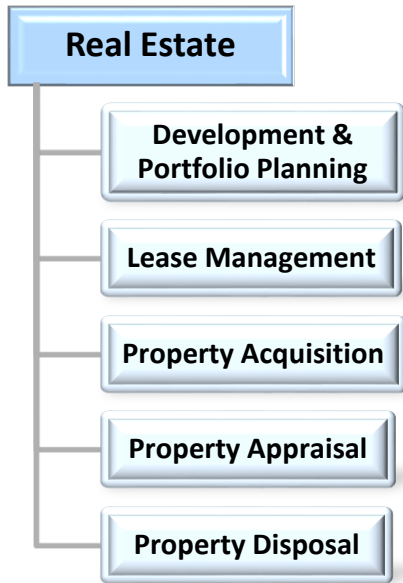 Real Estate
Development &
Portfolio Planning
Lease Management
Property Acquisition
Property Appraisal
Property Disposal